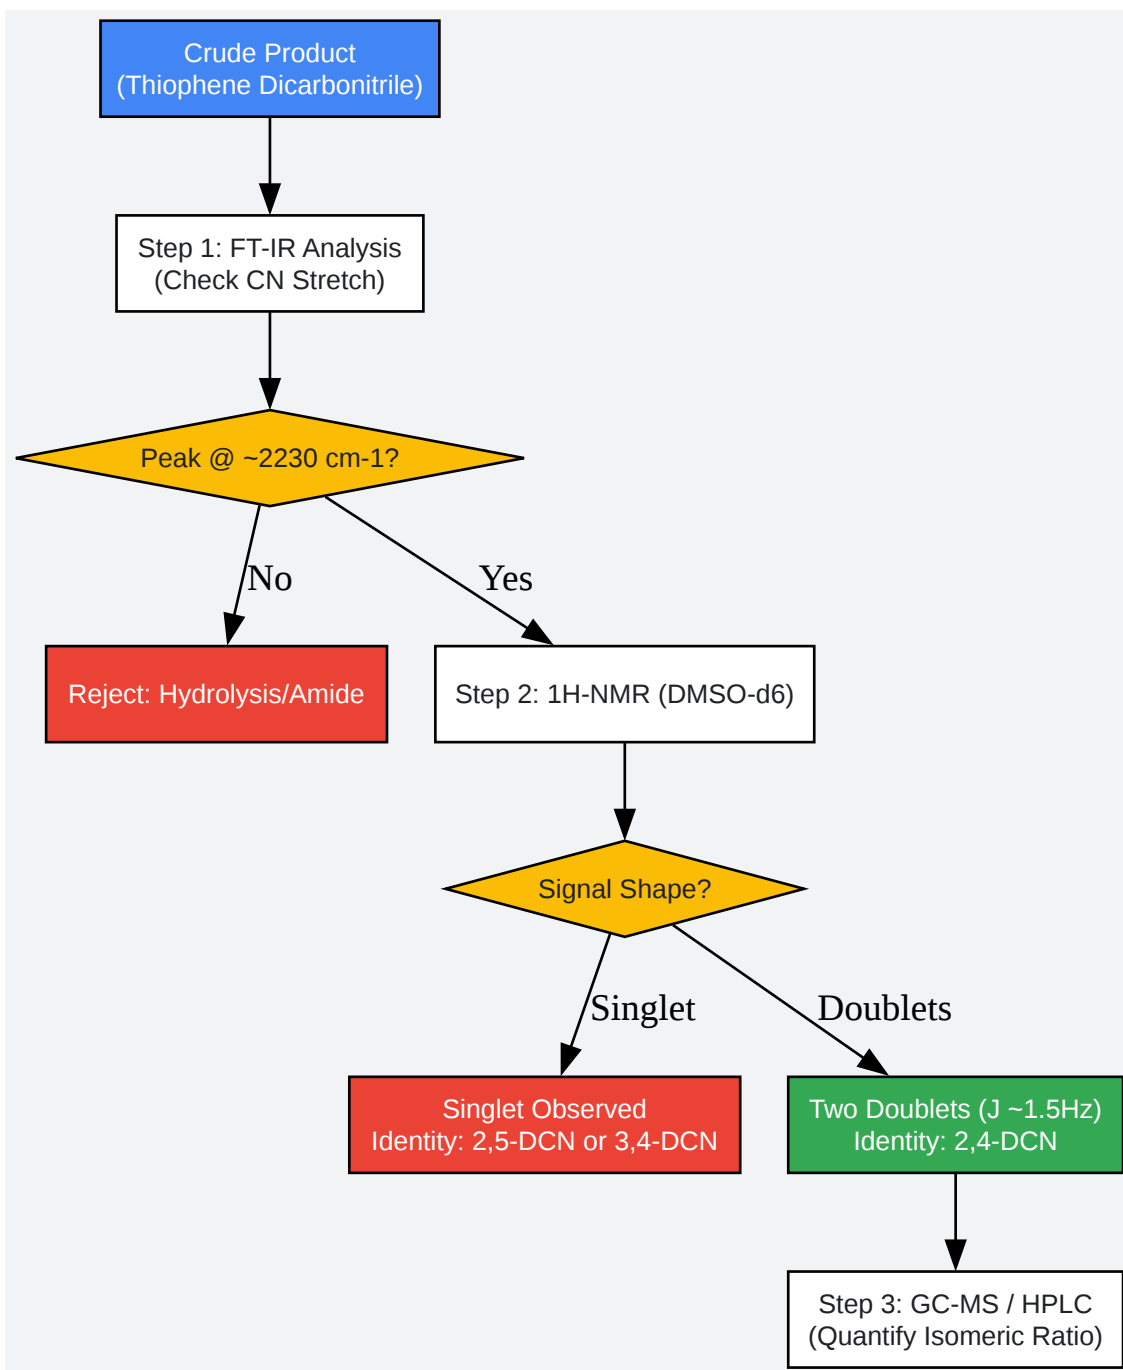 Crude Product
(Thiophene Dicarbonitrile)
Step 1: FT-IR Analysis
(Check CN Stretch)
Peak @ ~2230 cm-1?
No
Yes
Reject: Hydrolysis/Amide
Step 2: 1H-NMR (DMSO-d6)
Signal Shape?
Singlet
Doublets
Singlet Observed
Identity: 2,5-DCN or 3,4-DCN
Two Doublets (J ~1.5Hz)
Identity: 2,4-DCN
Step 3: GC-MS / HPLC
(Quantify Isomeric Ratio)